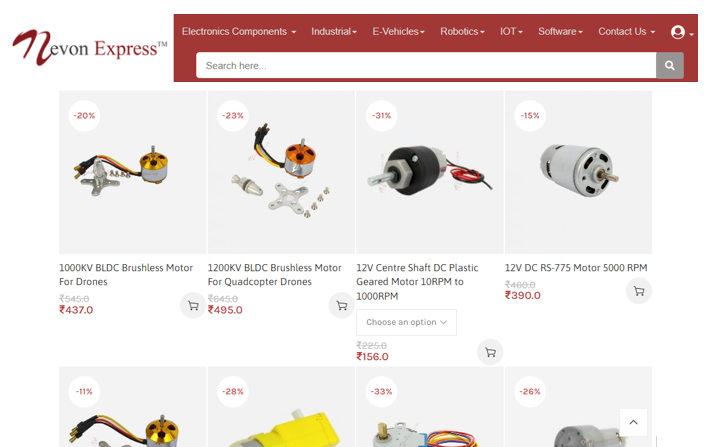 Nevon Express™
Electronics Components Industrial E-Vehicles Robotics IOT Software Contact Us
Search here...
-20% -23% -31% -15%
1000KV BLDC Brushless Motor For Drones
₹545.0
₹437.0
1200KV BLDC Brushless Motor For Quadcopter Drones
₹645.0
₹495.0
12V Centre Shaft DC Plastic Geared Motor 10RPM to 1000RPM
Choose an option
₹225.0
₹156.0
12V DC RS-775 Motor 5000 RPM
₹460.0
₹390.0
-11% -28% -33% -26%